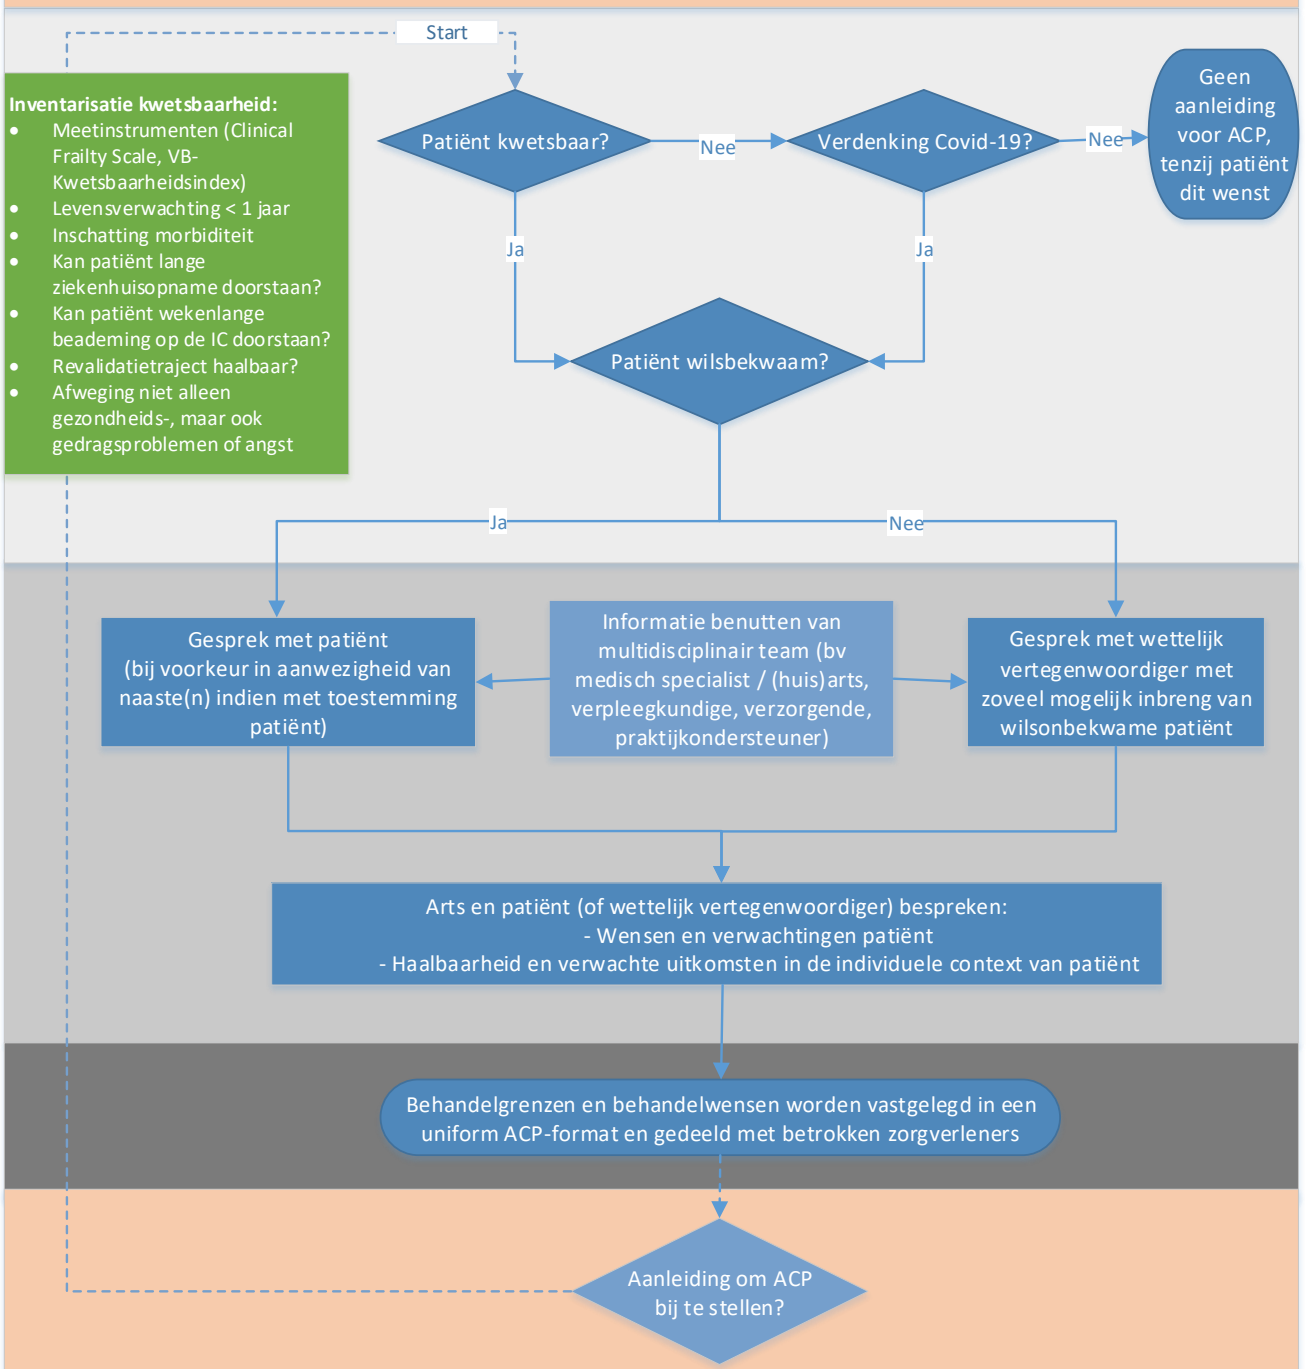 Start
Inventarisatie kwetsbaarheid:
• Meetinstrumenten (Clinical
Frailty Scale, VB-
Kwetsbaarheidsindex)
• Levensverwachting < 1 jaar
• Inschatting morbiditeit
• Kan patiënt lange
ziekenhuisopname doorstaan?
• Kan patiënt wekenlange
beademing op de IC doorstaan?
• Revalidatietraject haalbaar?
• Afweging niet alleen
gezondheids-, maar ook
gedragsproblemen of angst
Patiënt kwetsbaar?
Nee
Verdenking Covid-19?
Nee
Geen
aanleiding
voor ACP,
tenzij patiënt
dit wenst
Ja
Ja
Patiënt wilsbekwaam?
Ja
Nee
Gesprek met patiënt
(bij voorkeur in aanwezigheid van
naaste(n) indien met toestemming
patiënt)
Informatie benutten van
multidisciplinair team (bv
medisch specialist / (huis)arts,
verpleegkundige, verzorgende,
praktijkondersteuner)
Gesprek met wettelijk
vertegenwoordiger met
zoveel mogelijk inbreng van
wilsonbekwame patiënt
Arts en patiënt (of wettelijk vertegenwoordiger) bespreken:
- Wensen en verwachtingen patiënt
- Haalbaarheid en verwachte uitkomsten in de individuele context van patiënt
Behandelgrenzen en behandelwensen worden vastgelegd in een
uniform ACP-format en gedeeld met betrokken zorgverleners
Aanleiding om ACP
bij te stellen?